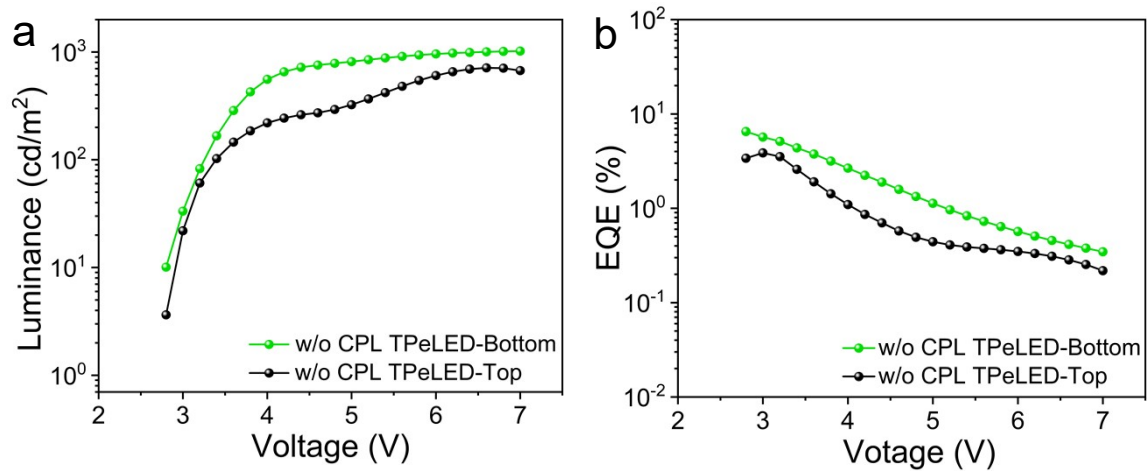 a
Luminance (cd/m²)
10³
10²
10¹
10⁰
w/o CPL TPeLED-Bottom
w/o CPL TPeLED-Top
2 3 4 5 6 7
Voltage (V)
b
EQE (%)
10²
10¹
10⁰
10⁻¹
10⁻²
w/o CPL TPeLED-Bottom
w/o CPL TPeLED-Top
2 3 4 5 6 7
Votage (V)